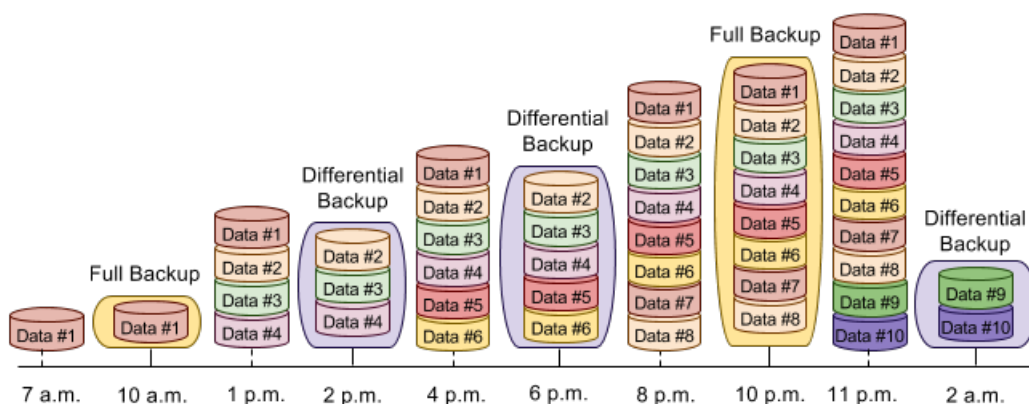 Data #1
7 a.m.
Full Backup
Data #1
10 a.m.
Data #1
Data #2
Data #3
Data #4
1 p.m.
Differential
Backup
Data #2
Data #3
Data #4
2 p.m.
Data #1
Data #2
Data #3
Data #4
Data #5
Data #6
4 p.m.
Differential
Backup
Data #2
Data #3
Data #4
Data #5
Data #6
6 p.m.
Data #1
Data #2
Data #3
Data #4
Data #5
Data #6
Data #7
Data #8
8 p.m.
Full Backup
Data #1
Data #2
Data #3
Data #4
Data #5
Data #6
Data #7
Data #8
10 p.m.
Data #1
Data #2
Data #3
Data #4
Data #5
Data #6
Data #7
Data #8
Data #9
Data #10
11 p.m.
Differential
Backup
Data #9
Data #10
2 a.m.